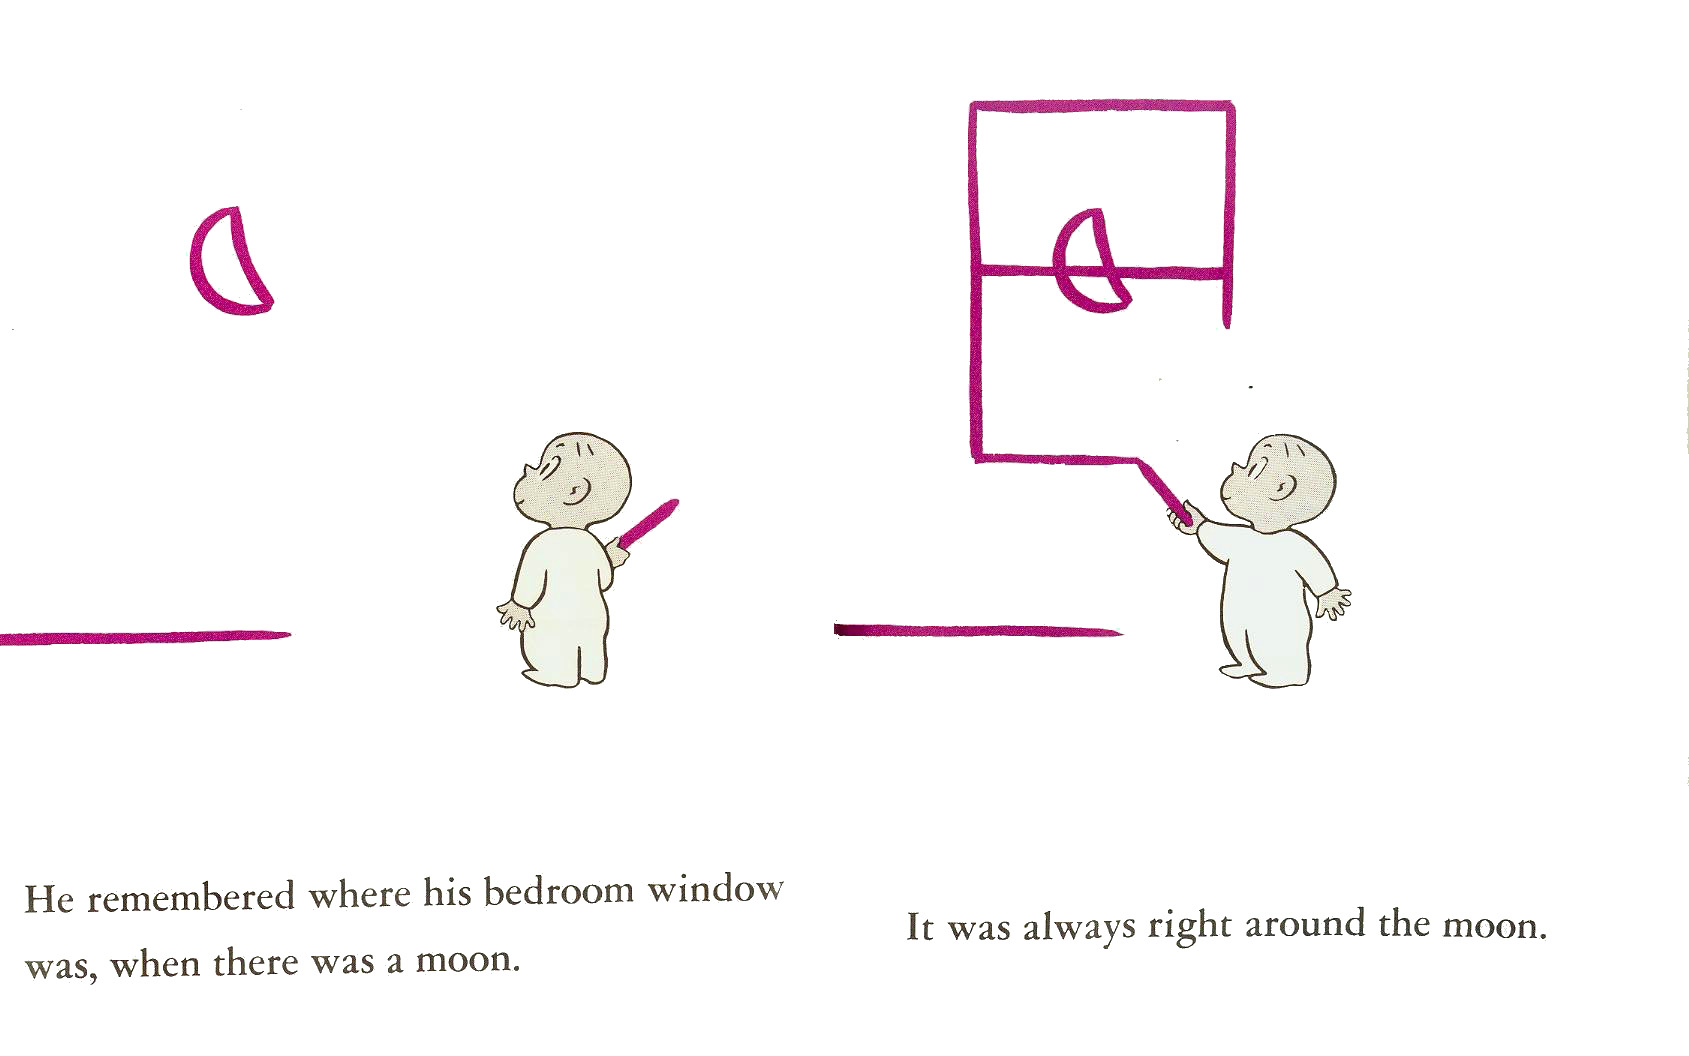 He remembered where his bedroom window
was, when there was a moon.
It was always right around the moon.